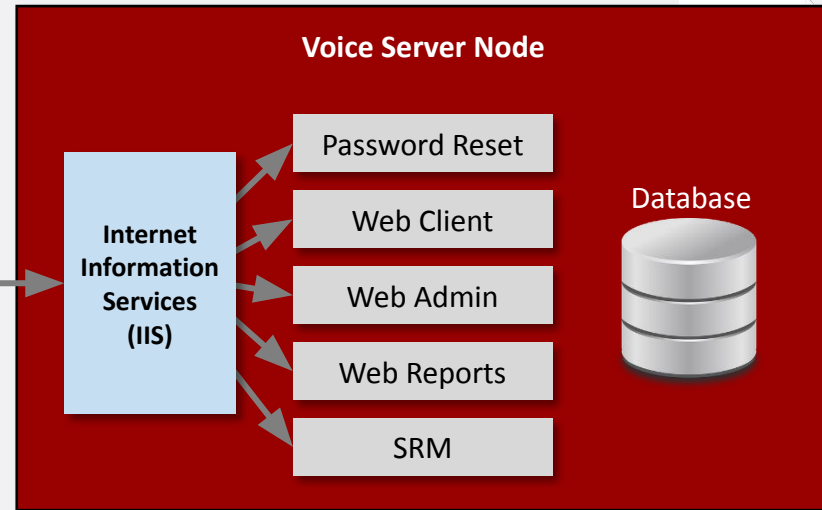 Voice Server Node
Internet
Information
Services
(IIS)
Password Reset
Web Client
Web Admin
Web Reports
SRM
Database